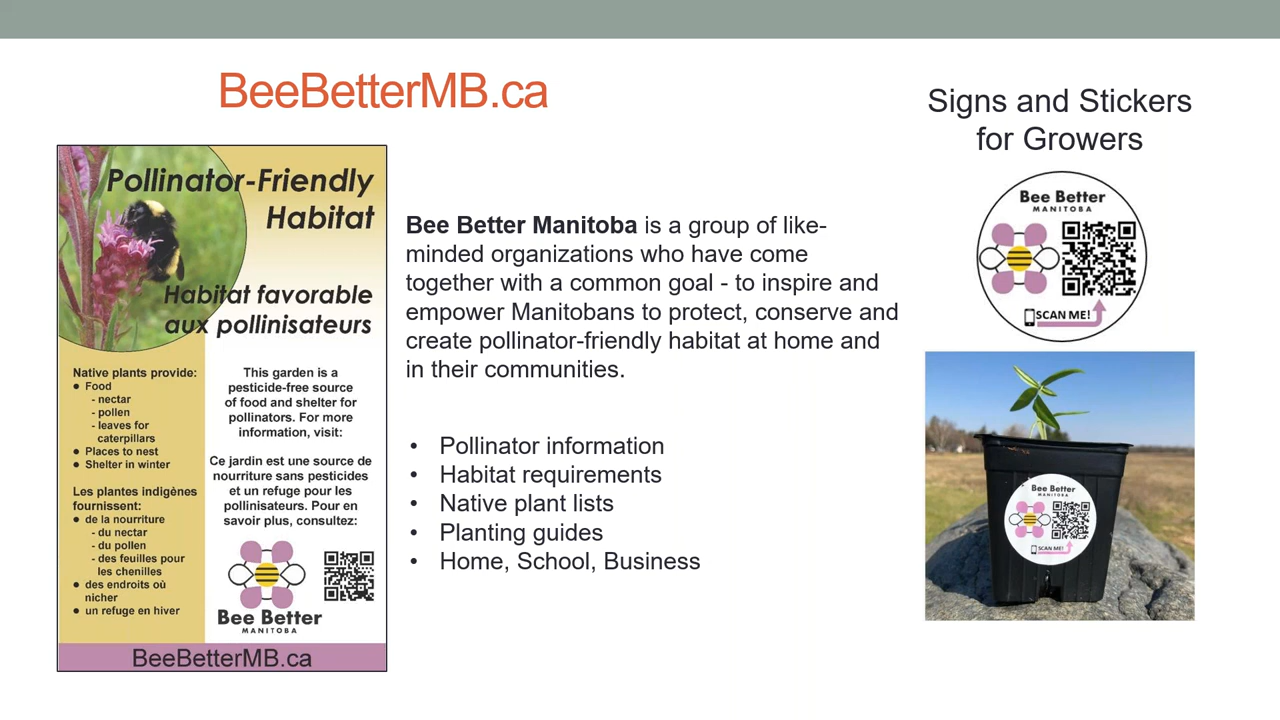 BeeBetterMB.ca
Pollinator-Friendly
Habitat
Habitat favorable
aux pollinisateurs
Native plants provide:
● Food
- nectar
- pollen
- leaves for
caterpillars
● Places to nest
● Shelter in winter
Les plantes indigènes
fournissent:
● de la nourriture
- du nectar
- du pollen
- des feuilles pour
les chenilles
● des endroits où
nicher
● un refuge en hiver
This garden is a
pesticide-free source
of food and shelter for
pollinators. For more
information, visit:
Ce jardin est une source de
nourriture sans pesticides
et un refuge pour les
pollinisateurs. Pour en
savoir plus, consultez:
Bee Better
MANITOBA
BeeBetterMB.ca
Bee Better Manitoba is a group of like-
minded organizations who have come
together with a common goal - to inspire and
empower Manitobans to protect, conserve and
create pollinator-friendly habitat at home and
in their communities.
• Pollinator information
• Habitat requirements
• Native plant lists
• Planting guides
• Home, School, Business
Signs and Stickers
for Growers
Bee Better
MANITOBA
SCAN ME!
Bee Better
MANITOBA
SCAN ME!